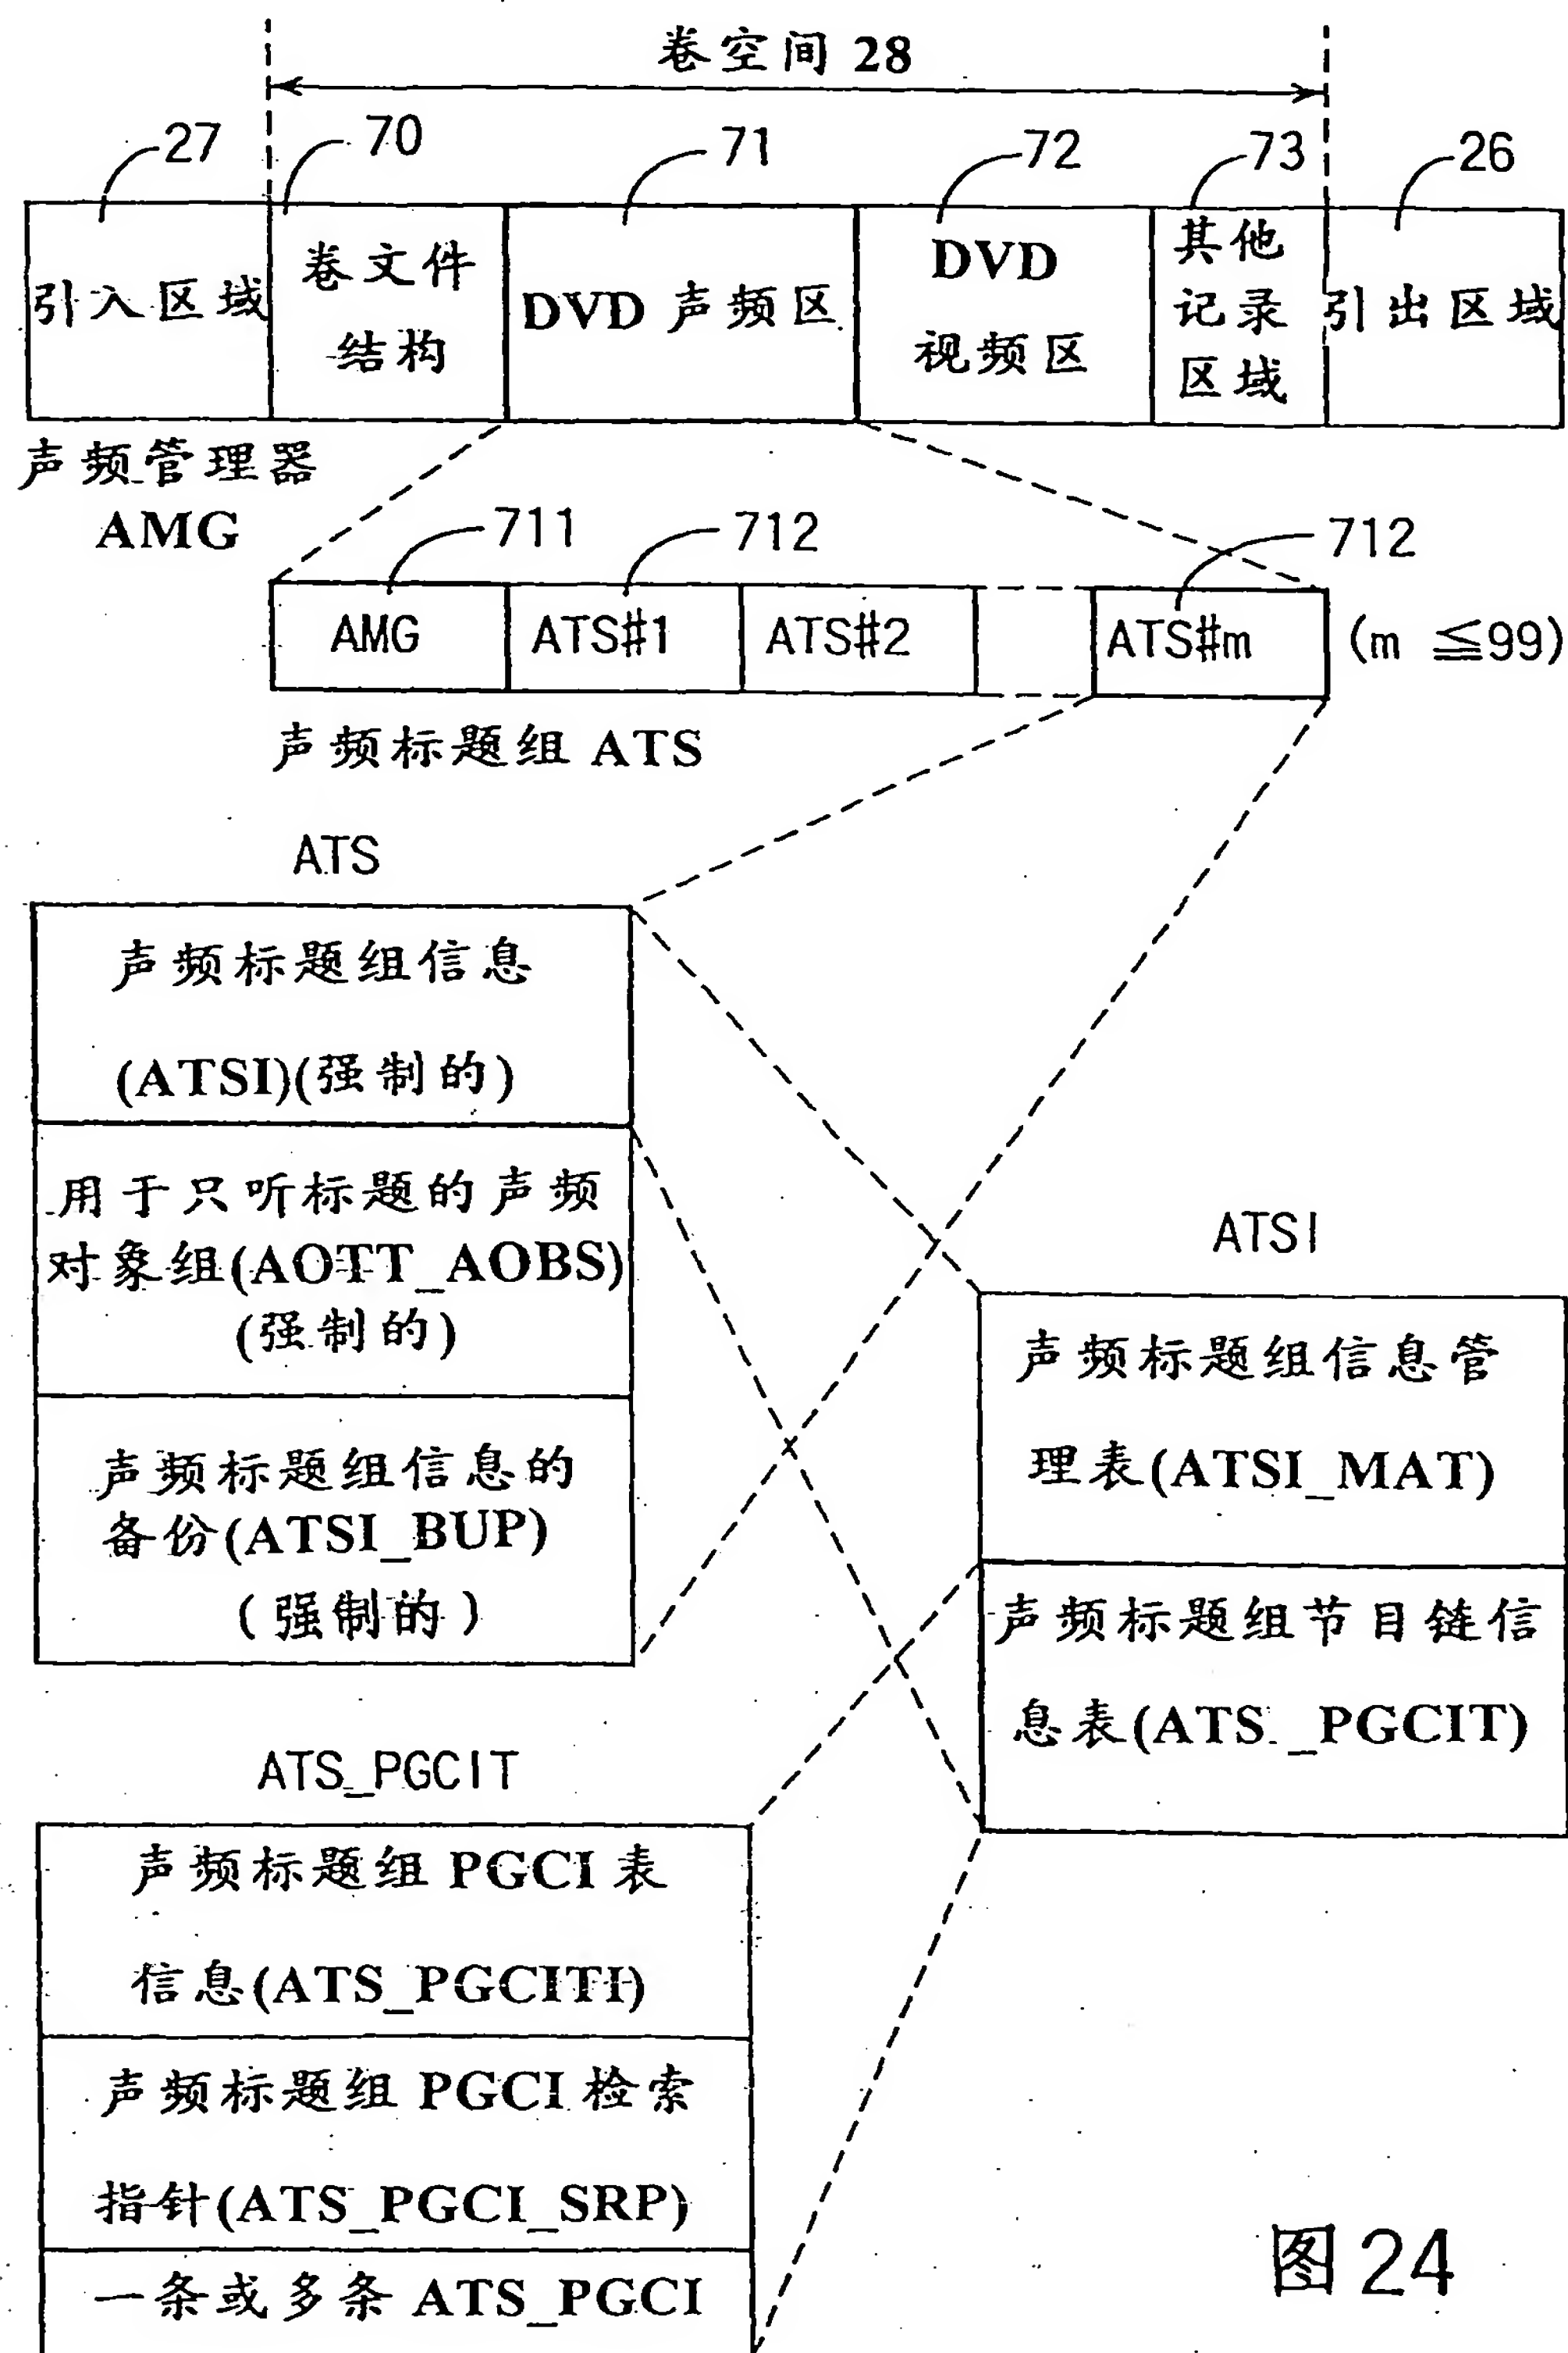 卷空间 28
27
70
71
72
73
26
引入区域
卷文件
结构
DVD 声频区
DVD
视频区
其他
记录
区域
引出区域
声频管理器
AMG
711
712
712
AMG
ATS#1
ATS#2
ATS#m
(m ≦99)
声频标题组 ATS
ATS
声频标题组信息
(ATSI)(强制的)
用于只听标题的声频
对象组(AOTT_AOBS)
(强制的)
声频标题组信息的
备份(ATSI_BUP)
(强制的)
ATSI
声频标题组信息管
理表(ATSI_MAT)
声频标题组节目链信
息表(ATS_PGCIT)
ATS_PGCIT
声频标题组 PGCI 表
信息(ATS_PGCITI)
声频标题组 PGCI 检索
指针(ATS_PGCI_SRP)
一条或多条 ATS_PGCI
图24